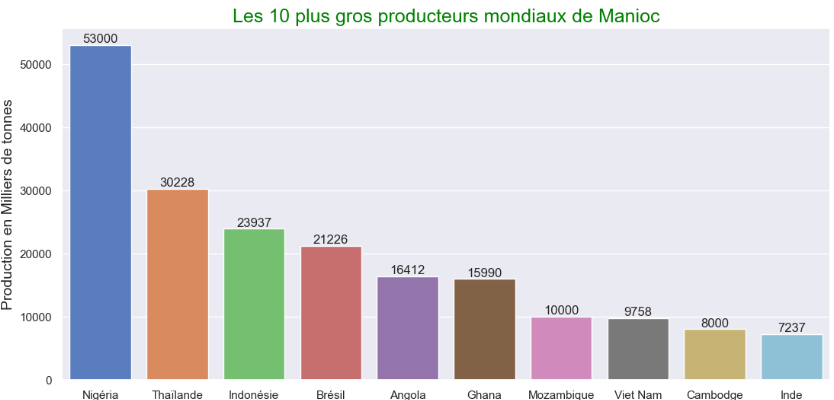 Les 10 plus gros producteurs mondiaux de Manioc
Production en Milliers de tonnes
50000
40000
30000
20000
10000
0
53000
30228
23937
21226
16412
15990
10000
9758
8000
7237
Nigéria
Thaïlande
Indonésie
Brésil
Angola
Ghana
Mozambique
Viet Nam
Cambodge
Inde